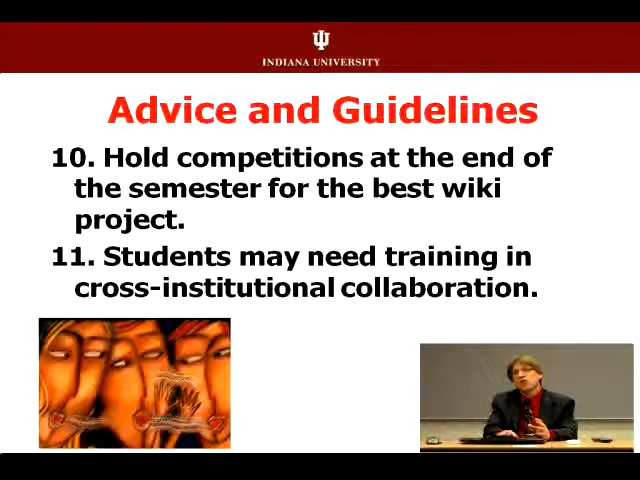 INDIANA UNIVERSITY
Advice and Guidelines
10. Hold competitions at the end of
the semester for the best wiki
project.
11. Students may need training in
cross-institutional collaboration.